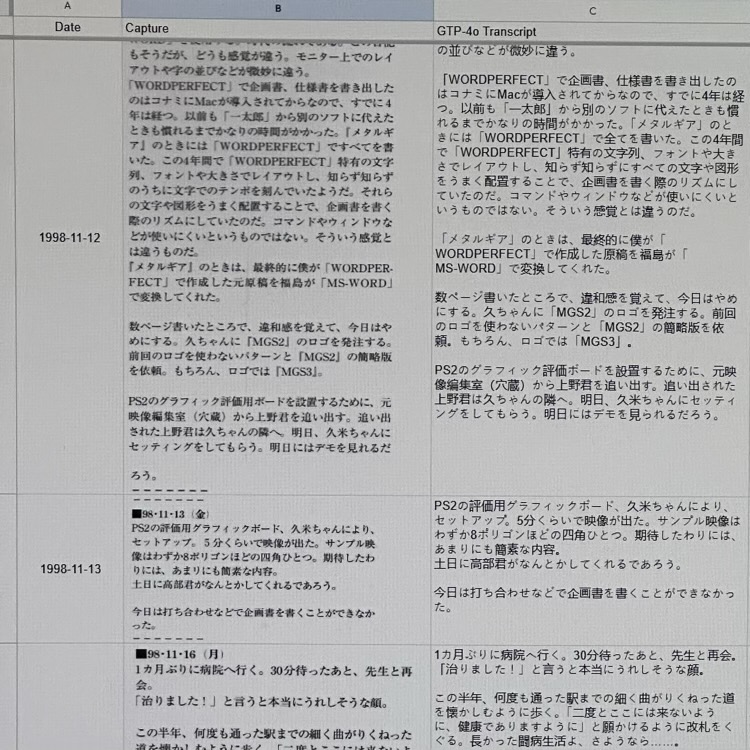 A
B
C
Date
Capture
GTP-4o Transcript
もそうだが、どうも感覚が違う。モニター上でのレイ
アウトや字の並びなどが微妙に違う。
「WORDPERFECT」で企画書、仕様書を書き出した
のはコナミにMacが導入されてからなので、すでに4
年は経つ。以前も「一太郎」から別のソフトに代えた
ときも慣れるまでかなりの時間がかかった。『メタルギ
ア』のときには「WORDPERFECT」ですべてを書
いた。この4年間で「WORDPERFECT」特有の文字
列、フォントや大きさでレイアウトし、知らず知らず
のうちに文字でのテンポを刻んでいたようだ。それら
の文字や図形をうまく配置することで、企画書を書く
際のリズムにしていたのだ。コマンドやウィンドウな
どが使いにくいというものではない。そういう感覚と
は違うものだ。
『メタルギア』のときは、最終的に僕が「WORDPER-
FECT」で作成した元原稿を福島が「MS-WORD」
で変換してくれた。
数ページ書いたところで、違和感を覚えて、今日はや
めにする。久ちゃんに『MGS2』のロゴを発注する。
前回のロゴを使わないパターンと『MGS2』の簡略版
を依頼。もちろん、ロゴでは『MGS3』。
PS2のグラフィック評価用ボードを設置するために、元
映像編集室（穴蔵）から上野君を追い出す。追い出
された上野君は久ちゃんの隣へ。明日、久米ちゃんに
セッティングをしてもらう。明日にはデモを見れるだ
ろう。
の並びなどが微妙に違う。
「WORDPERFECT」で企画書、仕様書を書き出したの
はコナミにMacが導入されてからなので、すでに4年は経
つ。以前も「一太郎」から別のソフトに代えたときも慣
れるまでかなりの時間がかかった。「メタルギア」のと
きには「WORDPERFECT」で全てを書いた。この4年間
で「WORDPERFECT」特有の文字列、フォントや大き
さでレイアウトし、知らず知らずにすべての文字や図形
をうまく配置することで、企画書を書く際のリズムにし
ていたのだ。コマンドやウィンドウなどが使いにくいと
いうものではない。そういう感覚とは違うのだ。
「メタルギア」のときは、最終的に僕が「
WORDPERFECT」で作成した原稿を福島が「
MS-WORD」で変換してくれた。
数ページ書いたところで、違和感を覚えて、今日はやめ
にする。久ちゃんに「MGS2」のロゴを発注する。前回
のロゴを使わないパターンと「MGS2」の簡略版を依
頼。もちろん、ロゴでは「MGS3」。
PS2のグラフィック評価ボードを設置するために、元映
像編集室（穴蔵）から上野君を追い出す。追い出された
上野君は久ちゃんの隣へ。明日、久米ちゃんにセッティ
ングをしてもらう。明日にはデモを見られるだろう。
1998-11-12
■98・11・13（金）
PS2の評価用グラフィックボード、久米ちゃんにより、
セットアップ。5分くらいで映像が出た。サンプル映
像はわずか8ポリゴンほどの四角ひとつ。期待したわ
りには、あまりにも簡素な内容。
土日に高部君がなんとかしてくれるであろう。
今日は打ち合わせなどで企画書を書くことができなか
った。
PS2の評価用グラフィックボード、久米ちゃんにより、
セットアップ。5分くらいで映像が出た。サンプル映像は
わずか8ポリゴンほどの四角ひとつ。期待したわりには、
あまりにも簡素な内容。
土日に高部君がなんとかしてくれるであろう。
今日は打ち合わせなどで企画書を書くことができなかっ
た。
1998-11-13
■98・11・16（月）
1カ月ぶりに病院へ行く。30分待ったあと、先生と再
会。
「治りました！」と言うと本当にうれしそうな顔。
この半年、何度も通った駅までの細く曲がりくねった
道を懐かしむように歩く。「二度とここには来ないよ
1カ月ぶりに病院へ行く。30分待ったあと、先生と再会。
「治りました！」と言うと本当にうれしそうな顔。
この半年、何度も通った駅までの細く曲がりくねった道
を懐かしむように歩く。「二度とここには来ないよう
に、健康でありますように」と願かけるように改札をく
ぐる。長かった闘病生活よ、さようなら……。